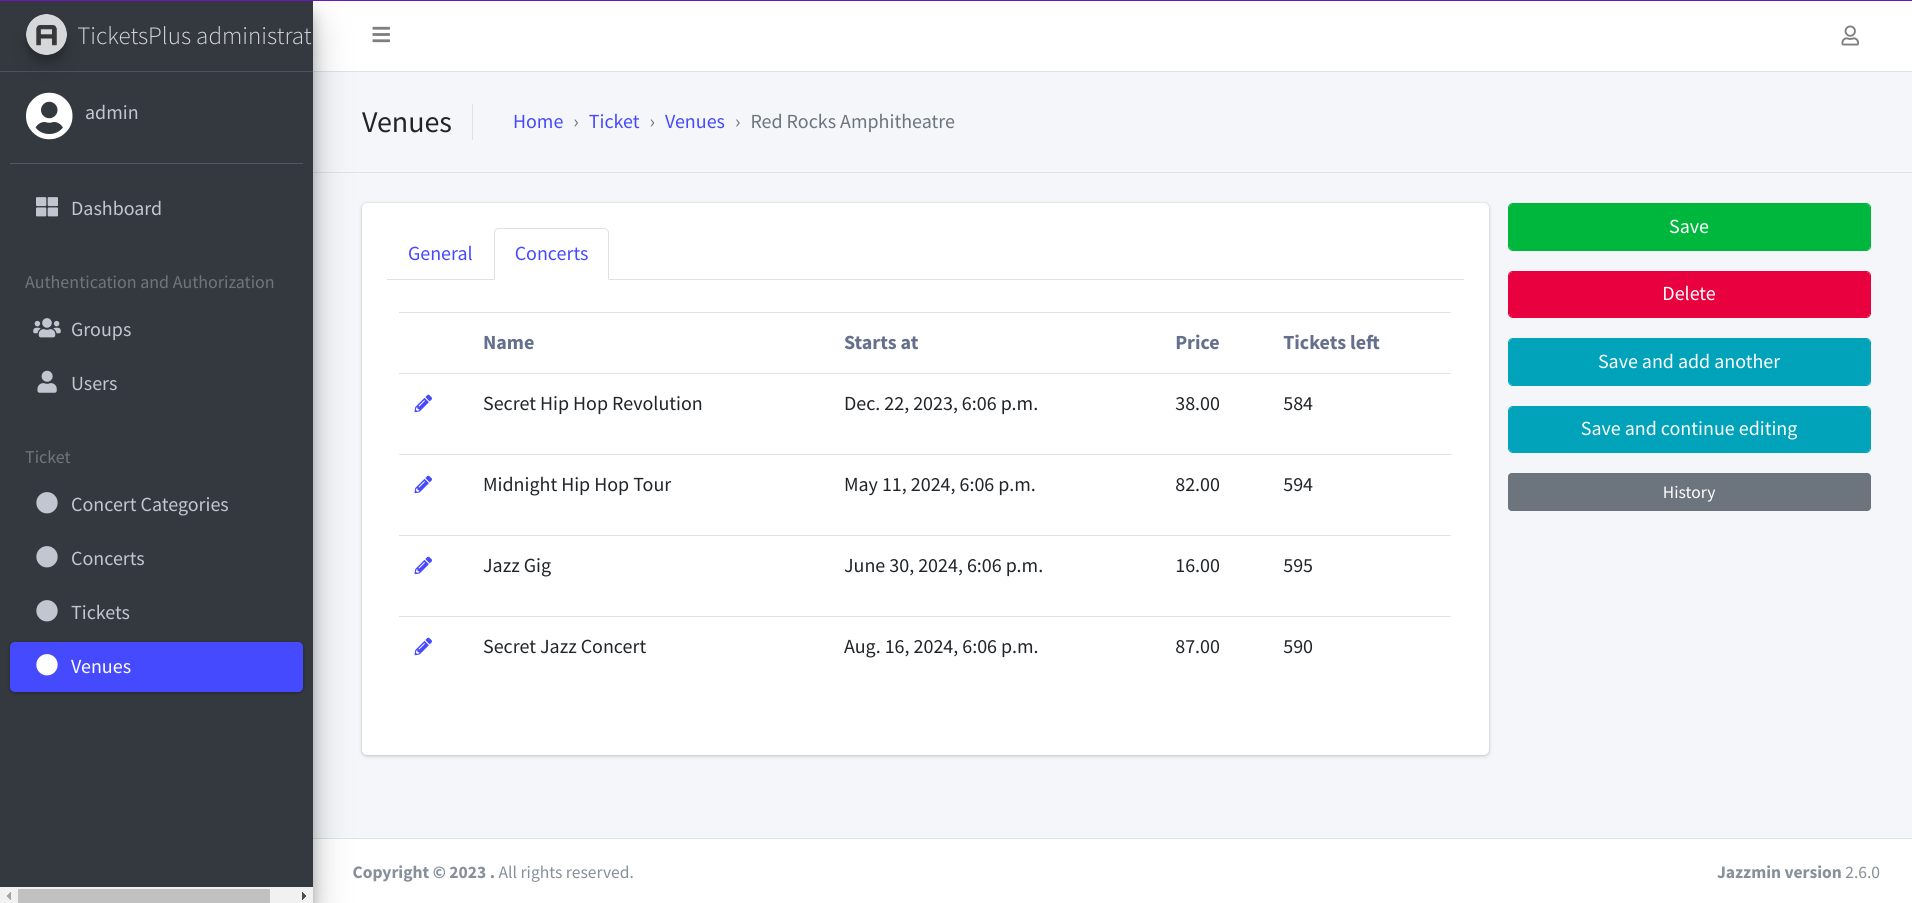 TicketsPlus administrat
admin
Dashboard
Authentication and Authorization
Groups
Users
Ticket
Concert Categories
Concerts
Tickets
Venues
Venues
Home › Ticket › Venues › Red Rocks Amphitheatre
General Concerts
Name Starts at Price Tickets left
Secret Hip Hop Revolution Dec. 22, 2023, 6:06 p.m. 38.00 584
Midnight Hip Hop Tour May 11, 2024, 6:06 p.m. 82.00 594
Jazz Gig June 30, 2024, 6:06 p.m. 16.00 595
Secret Jazz Concert Aug. 16, 2024, 6:06 p.m. 87.00 590
Save
Delete
Save and add another
Save and continue editing
History
Copyright © 2023 . All rights reserved.
Jazzmin version 2.6.0